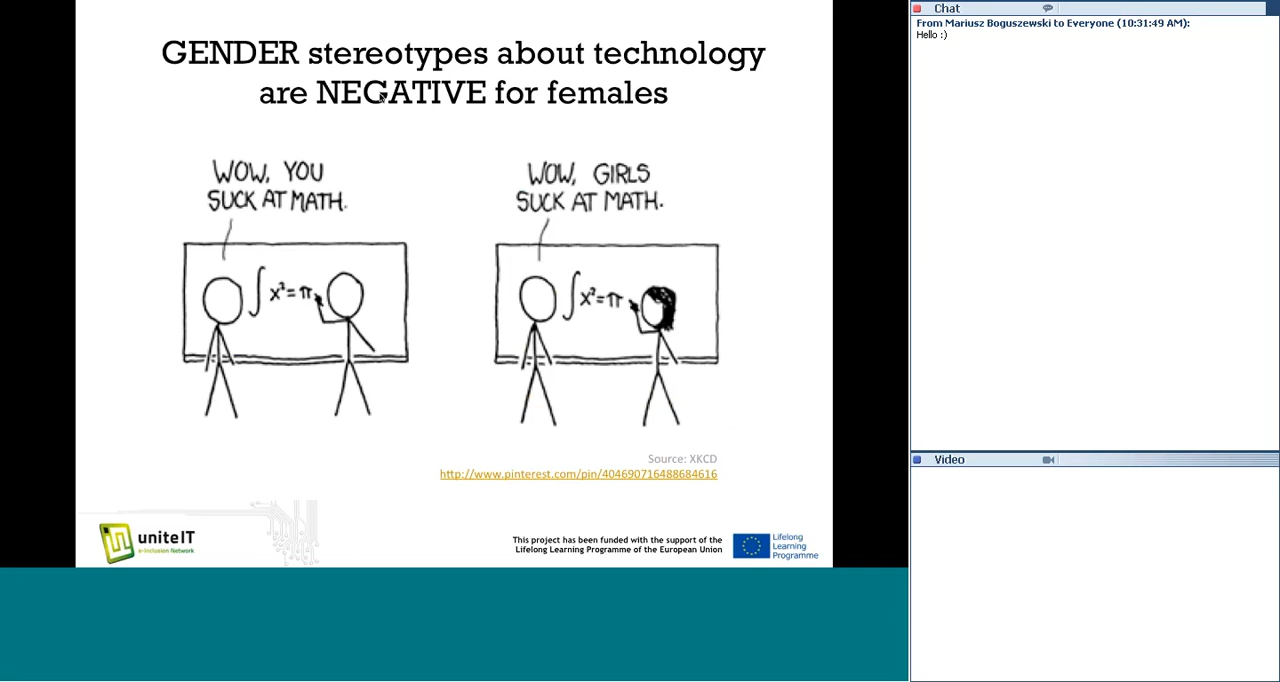 GENDER stereotypes about technology
are NEGATIVE for females
WOW, YOU
SUCK AT MATH.
∫ x² = π
WOW, GIRLS
SUCK AT MATH.
∫ x² = π
Source: XKCD
http://www.pinterest.com/pin/404690716488684616
uniteIT
e-Inclusion Network
This project has been funded with the support of the
Lifelong Learning Programme of the European Union
Lifelong
Learning
Programme
Chat
From Mariusz Boguszewski to Everyone (10:31:49 AM):
Hello :)
Video